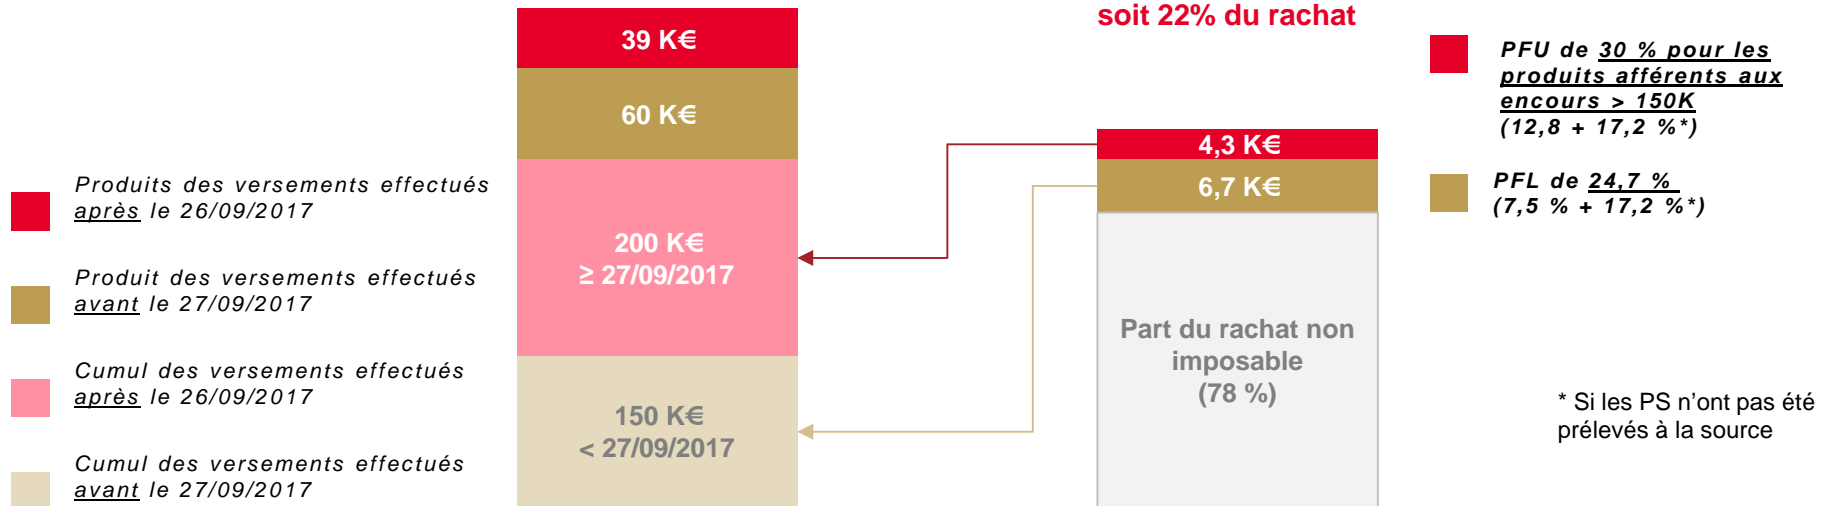 Produits des versements effectués
après le 26/09/2017
Produit des versements effectués
avant le 27/09/2017
Cumul des versements effectués
après le 26/09/2017
Cumul des versements effectués
avant le 27/09/2017
39 K€
60 K€
200 K€
≥ 27/09/2017
150 K€
< 27/09/2017
soit 22% du rachat
4,3 K€
6,7 K€
Part du rachat non
imposable
(78 %)
PFU de 30 % pour les
produits afférents aux
encours > 150K
(12,8 + 17,2 %*)
PFL de 24,7 %
(7,5 % + 17,2 %*)
* Si les PS n’ont pas été
prélevés à la source